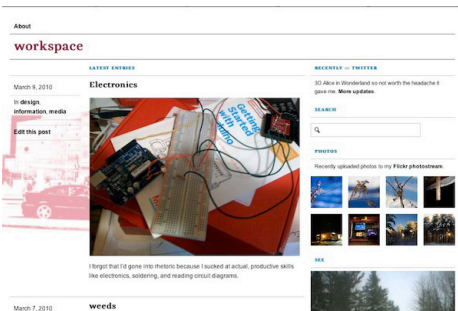 About
workspace
LATEST ENTRIES
RECENTLY — TWITTER
March 9, 2010
In design,
information, media
Edit this post
Electronics
Getting
Started
with
I forgot that I'd gone into rhetoric because I sucked at actual, productive skills
like electronics, soldering, and reading circuit diagrams.
3D Alice in Wonderland so not worth the headache it
gave me. More updates.
SEARCH
PHOTOS
Recently uploaded photos to my Flickr photostream.
SEE
March 7, 2010
weeds